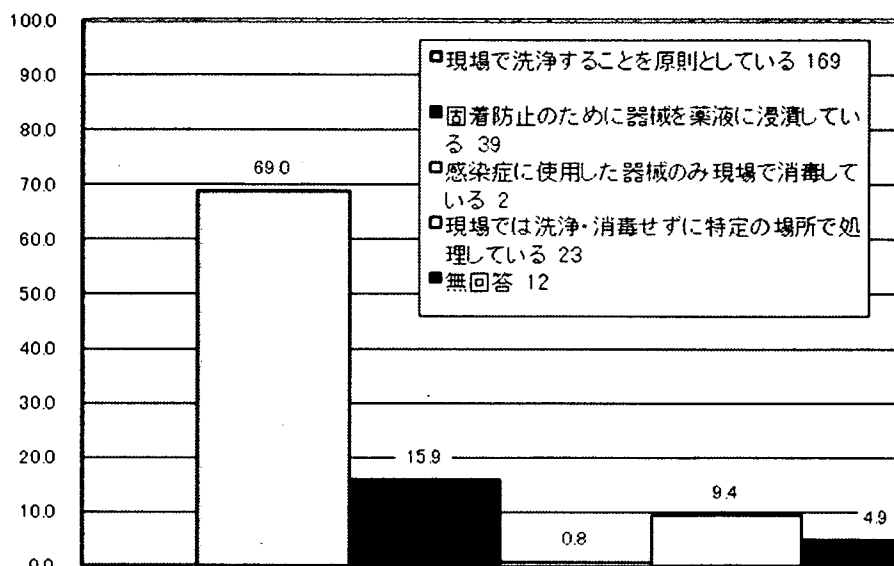 100.0
90.0
80.0
70.0
60.0
50.0
40.0
30.0
20.0
10.0
0.0
現場で洗浄することを原則としている 169
固着防止のために器械を薬液に浸漬してい
る 39
感染症に使用した器械のみ現場で消毒して
いる 2
現場では洗浄・消毒せずに特定の場所で処
理している 23
無回答 12
69.0
15.9
0.8
9.4
4.9